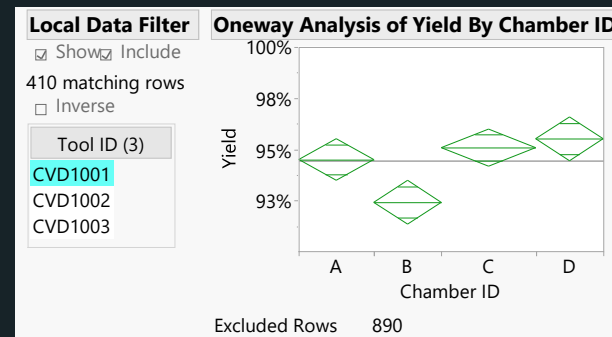 Local Data Filter
Show Include
410 matching rows
Inverse
Tool ID (3)
CVD1001
CVD1002
CVD1003
Oneway Analysis of Yield By Chamber ID
100%
98%
95%
93%
Yield
A B C D
Chamber ID
Excluded Rows 890